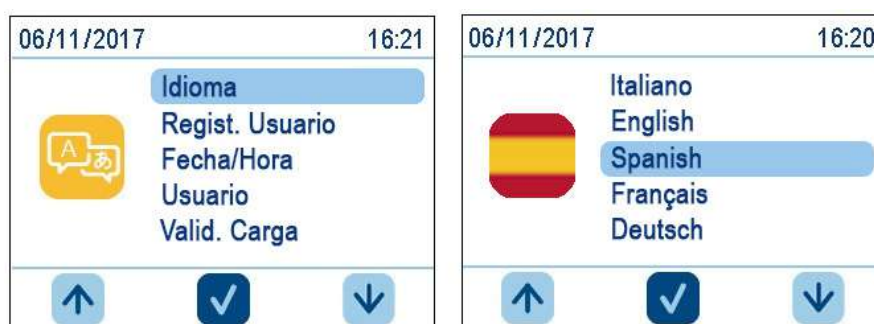 06/11/2017 16:21
Idioma
Regist. Usuario
Fecha/Hora
Usuario
Valid. Carga
A あ
06/11/2017 16:20
Italiano
English
Spanish
Français
Deutsch